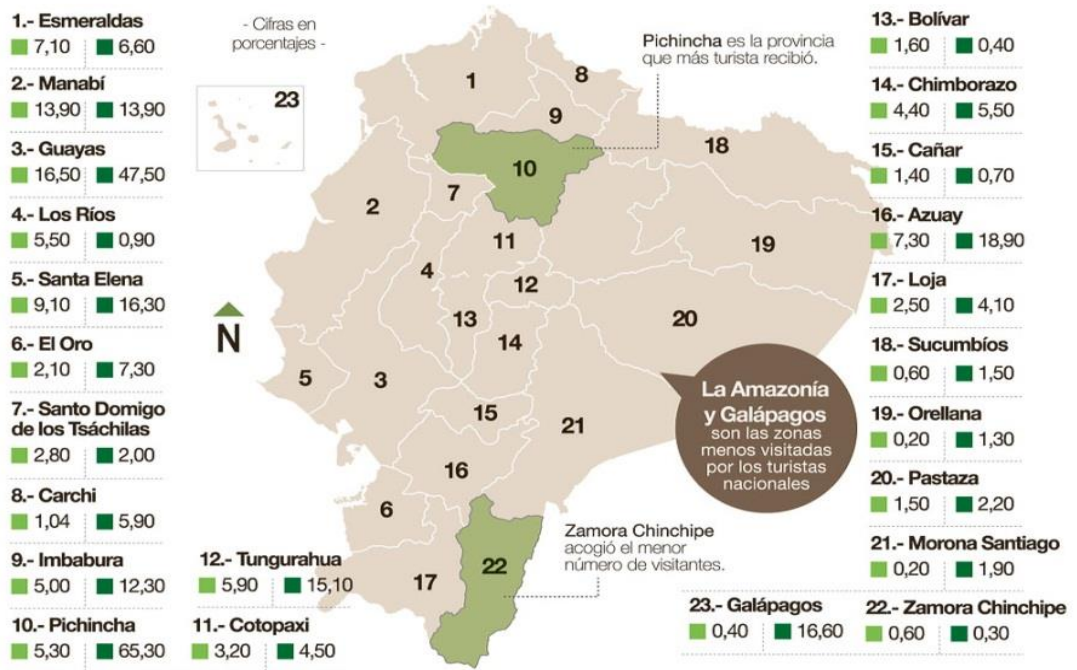 1.- Esmeraldas
7,10 6,60
2.- Manabí
13,90 13,90
3.- Guayas
16,50 47,50
4.- Los Ríos
5,50 0,90
5.- Santa Elena
9,10 16,30
6.- El Oro
2,10 7,30
7.- Santo Domigo
de los Tsáchilas
2,80 2,00
8.- Carchi
1,04 5,90
9.- Imbabura
5,00 12,30
10.- Pichincha
5,30 65,30
12.- Tungurahua
5,90 15,10
11.- Cotopaxi
3,20 4,50
- Cifras en
porcentajes -
23
1
8
9
10
18
7
2
11
19
4
12
13
20
14
5
3
15
21
16
6
22
17
N
Pichincha es la provincia
que más turista recibió.
La Amazonía
y Galápagos
son las zonas
menos visitadas
por los turistas
nacionales
Zamora Chinchipe
acogió el menor
número de visitantes.
13.- Bolívar
1,60 0,40
14.- Chimborazo
4,40 5,50
15.- Cañar
1,40 0,70
16.- Azuay
7,30 18,90
17.- Loja
2,50 4,10
18.- Sucumbíos
0,60 1,50
19.- Orellana
0,20 1,30
20.- Pastaza
1,50 2,20
21.- Morona Santiago
0,20 1,90
23.- Galápagos
0,40 16,60
22.- Zamora Chinchipe
0,60 0,30